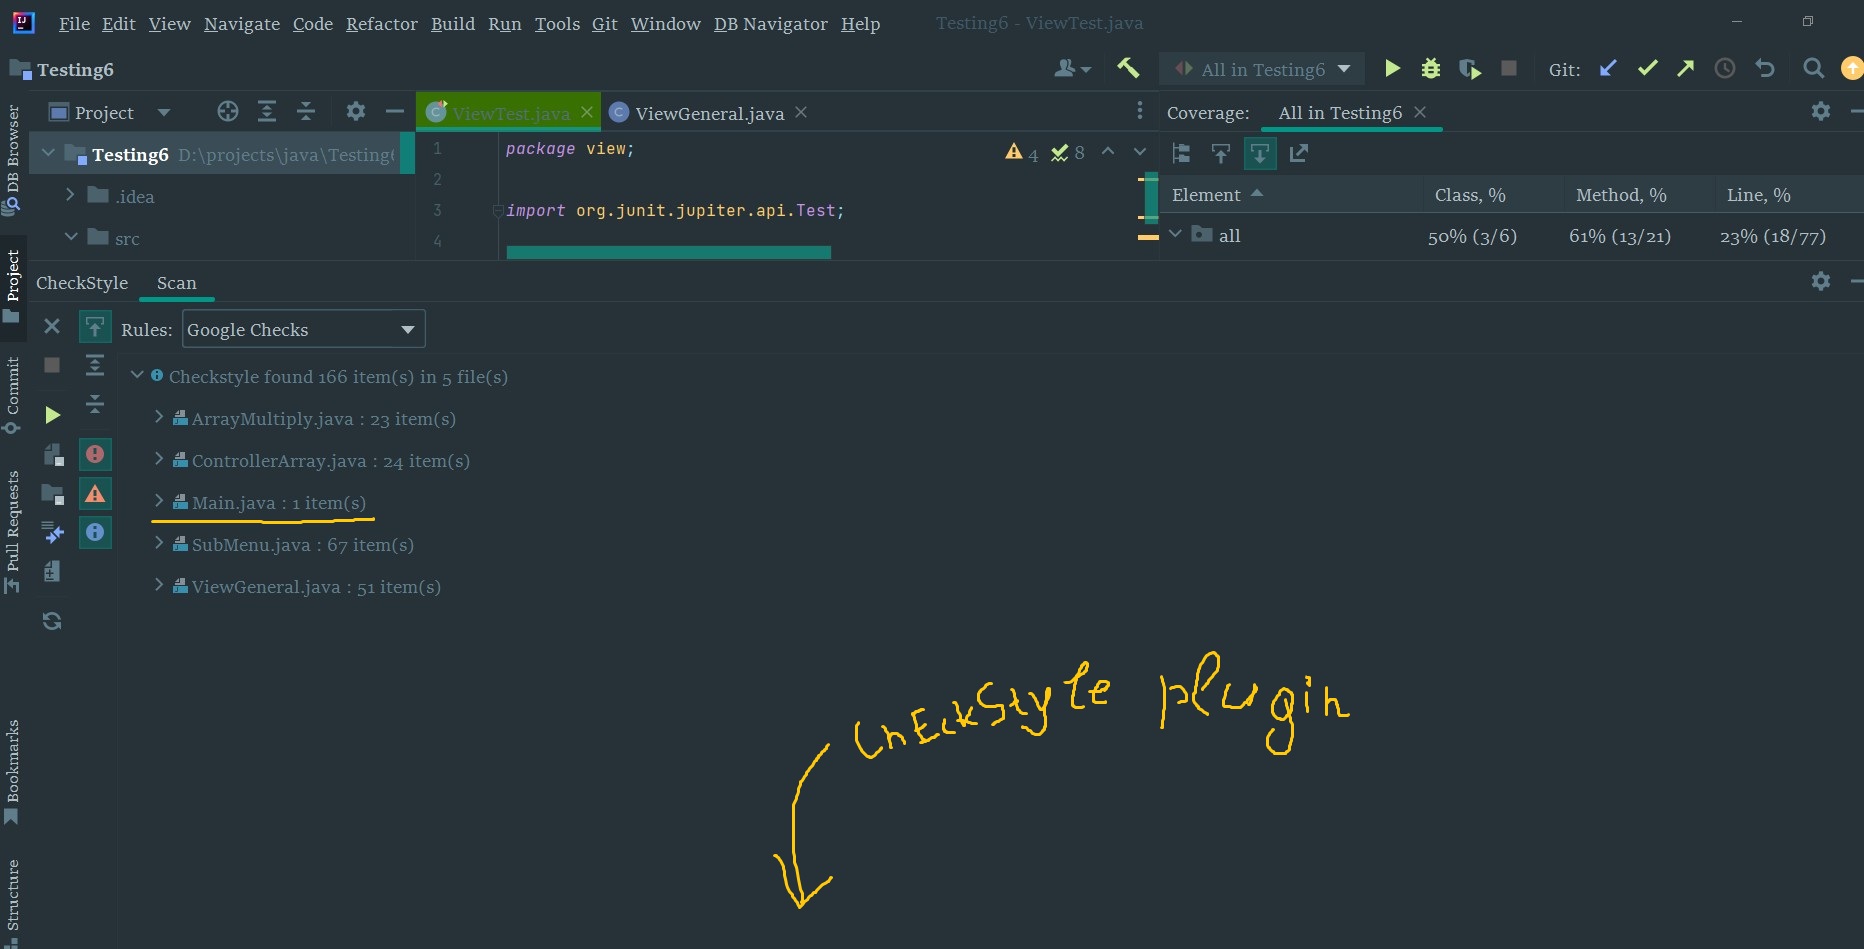 File Edit View Navigate Code Refactor Build Run Tools Git Window DB Navigator Help Testing6 - ViewTest.java
Testing6 All in Testing6 Git:
Project ViewTest.java ViewGeneral.java Coverage: All in Testing6
Testing6 D:\projects\java\Testing6
.idea
src
1 package view;
2
3 import org.junit.jupiter.api.Test;
4
4 8
Element Class, % Method, % Line, %
all 50% (3/6) 61% (13/21) 23% (18/77)
DB Browser
Project
Commit
Pull Requests
Bookmarks
Structure
CheckStyle Scan
Rules: Google Checks
Checkstyle found 166 item(s) in 5 file(s)
ArrayMultiply.java : 23 item(s)
ControllerArray.java : 24 item(s)
Main.java : 1 item(s)
SubMenu.java : 67 item(s)
ViewGeneral.java : 51 item(s)
ChEckStyle plugin